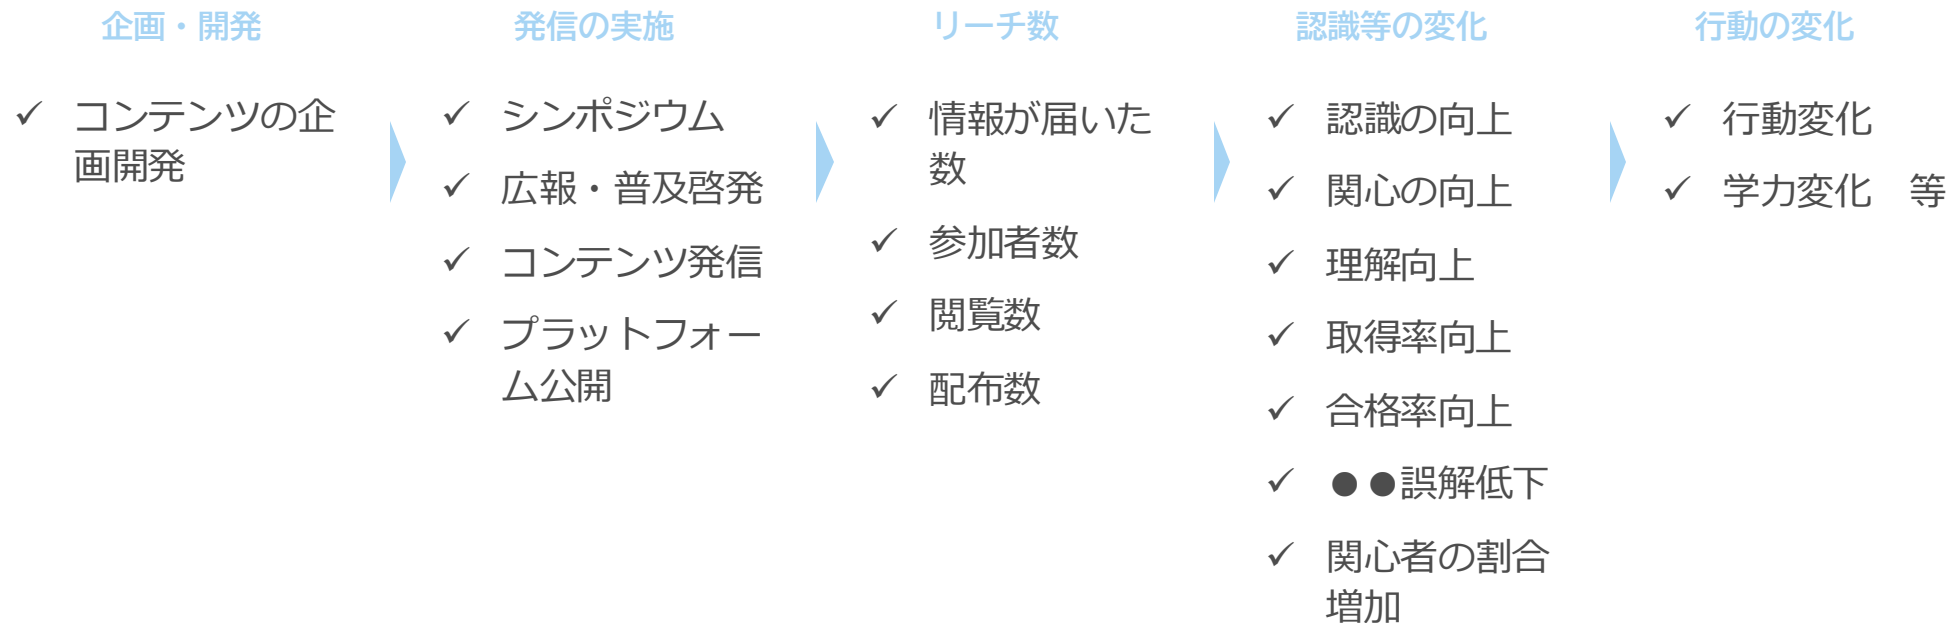 企画・開発
✓ コンテンツの企
画開発
発信の実施
✓ シンポジウム
✓ 広報・普及啓発
✓ コンテンツ発信
✓ プラットフォー
ム公開
リーチ数
✓ 情報が届いた
数
✓ 参加者数
✓ 閲覧数
✓ 配布数
認識等の変化
✓ 認識の向上
✓ 関心の向上
✓ 理解向上
✓ 取得率向上
✓ 合格率向上
✓ ●●誤解低下
✓ 関心者の割合
増加
行動の変化
✓ 行動変化
✓ 学力変化　等